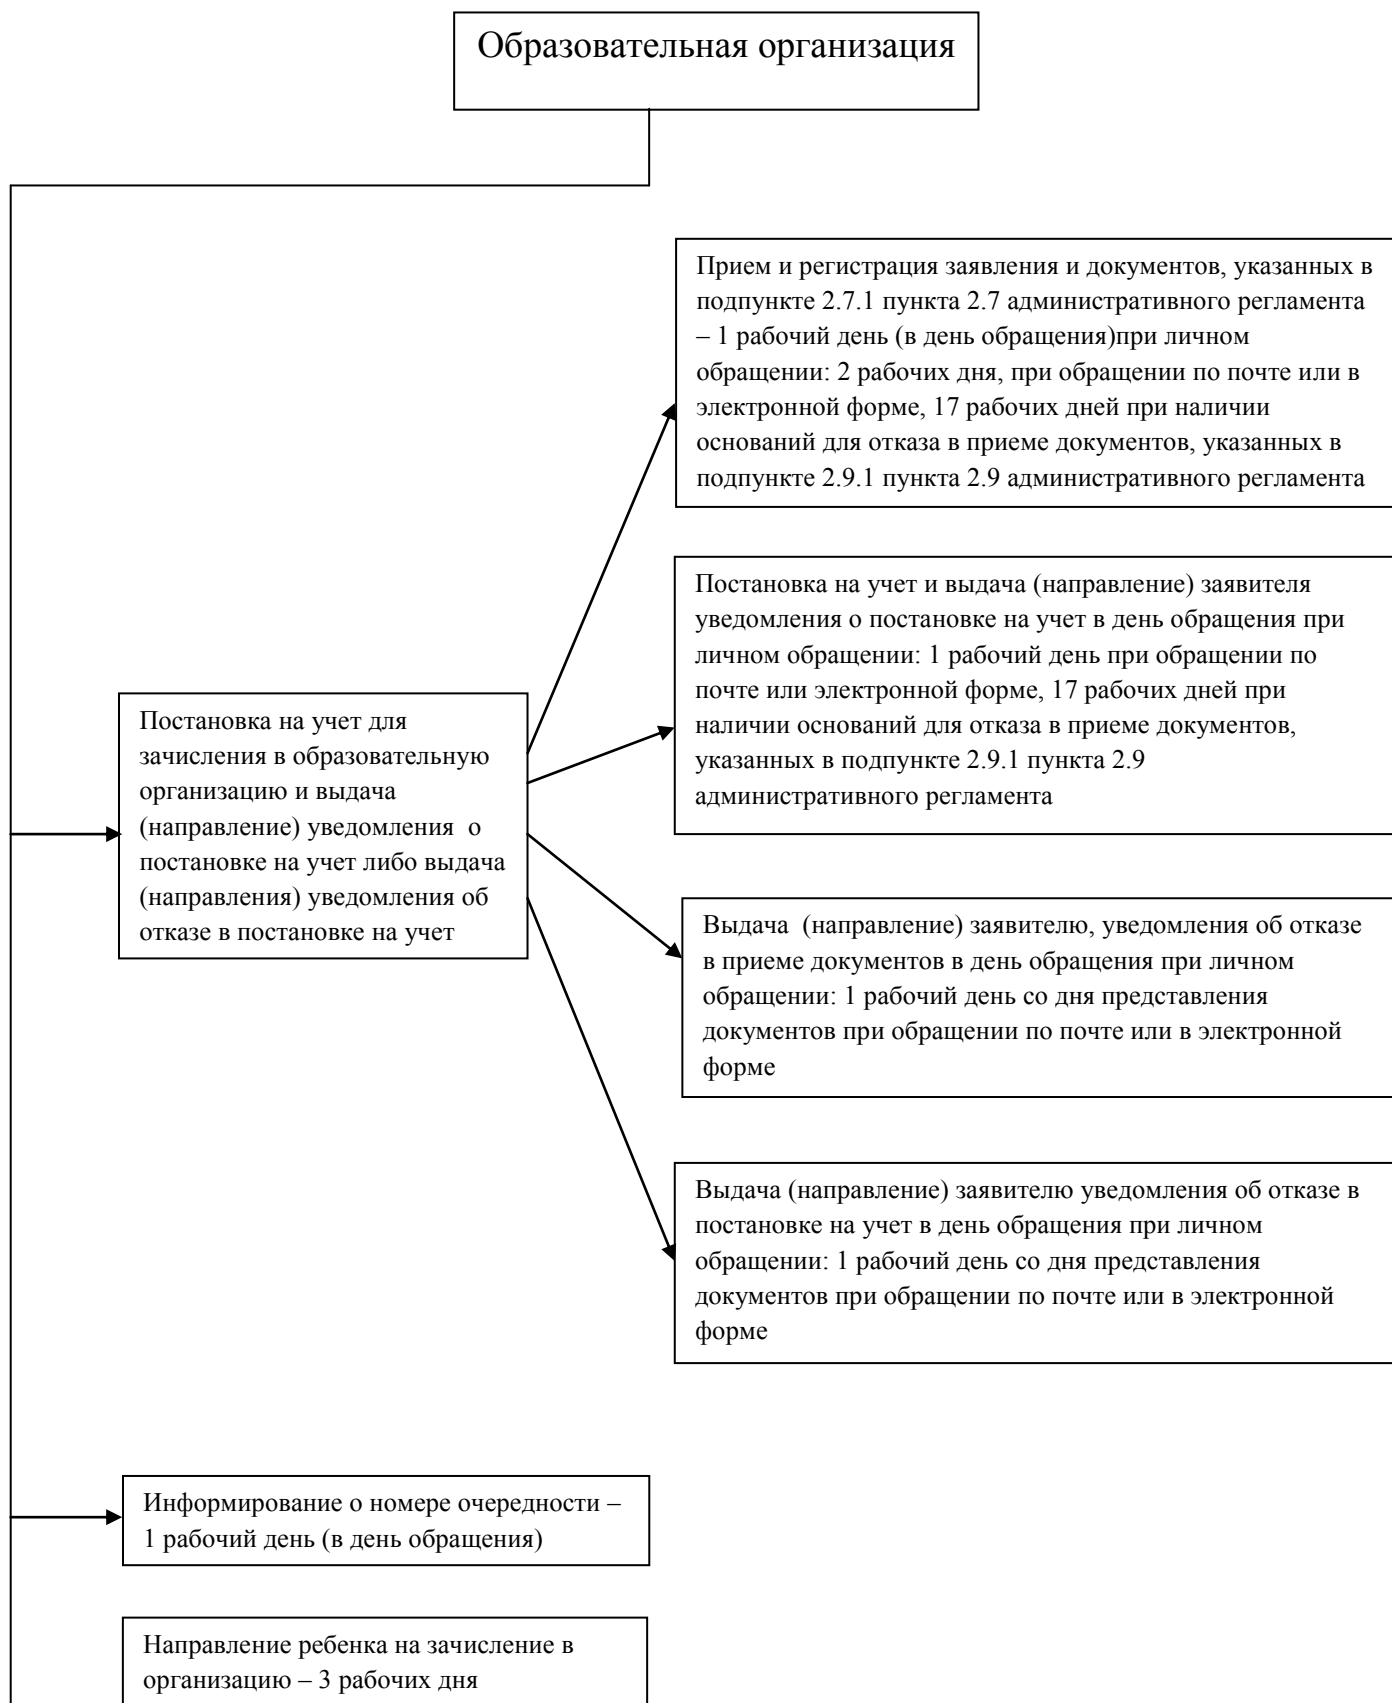 Образовательная организация
Прием и регистрация заявления и документов, указанных в
подпункте 2.7.1 пункта 2.7 административного регламента
– 1 рабочий день (в день обращения)при личном
обращении: 2 рабочих дня, при обращении по почте или в
электронной форме, 17 рабочих дней при наличии
оснований для отказа в приеме документов, указанных в
подпункте 2.9.1 пункта 2.9 административного регламента
Постановка на учет и выдача (направление) заявителя
уведомления о постановке на учет в день обращения при
личном обращении: 1 рабочий день при обращении по
почте или электронной форме, 17 рабочих дней при
наличии оснований для отказа в приеме документов,
указанных в подпункте 2.9.1 пункта 2.9
административного регламента
Постановка на учет для
зачисления в образовательную
организацию и выдача
(направление) уведомления  о
постановке на учет либо выдача
(направления) уведомления об
отказе в постановке на учет
Выдача  (направление) заявителю, уведомления об отказе
в приеме документов в день обращения при личном
обращении: 1 рабочий день со дня представления
документов при обращении по почте или в электронной
форме
Выдача (направление) заявителю уведомления об отказе в
постановке на учет в день обращения при личном
обращении: 1 рабочий день со дня представления
документов при обращении по почте или в электронной
форме
Информирование о номере очередности –
1 рабочий день (в день обращения)
Направление ребенка на зачисление в
организацию – 3 рабочих дня